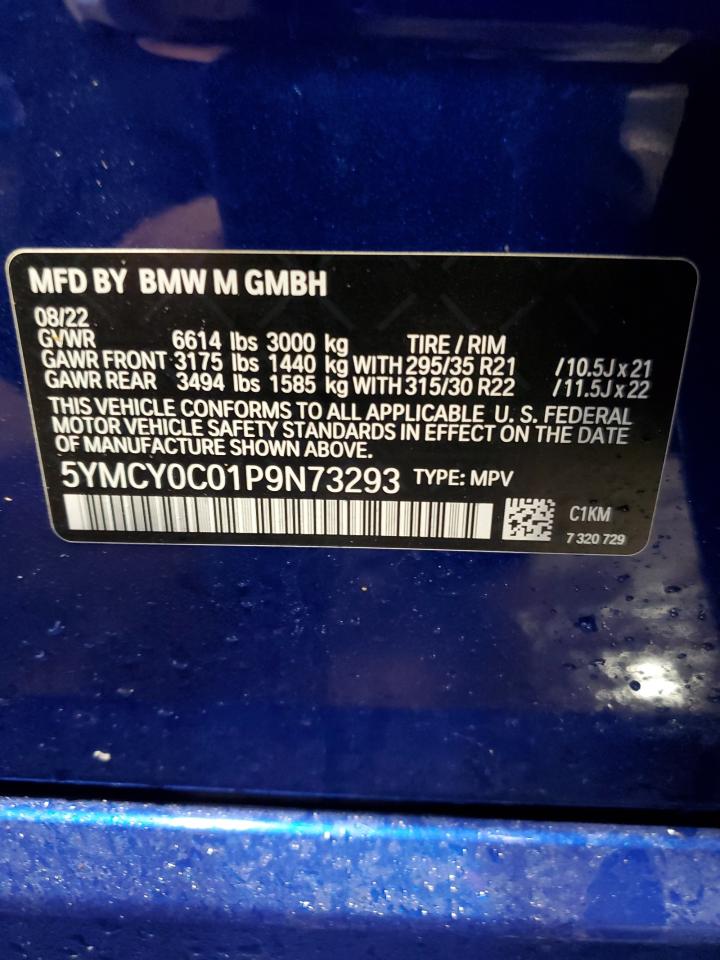 MFD BY BMW M GMBH
08/22
GVWR 6614 lbs 3000 kg TIRE / RIM
GAWR FRONT 3175 lbs 1440 kg WITH 295/35 R21 /10.5J x 21
GAWR REAR 3494 lbs 1585 kg WITH 315/30 R22 /11.5J x 22
THIS VEHICLE CONFORMS TO ALL APPLICABLE U. S. FEDERAL
MOTOR VEHICLE SAFETY STANDARDS IN EFFECT ON THE DATE
OF MANUFACTURE SHOWN ABOVE.
5YMCY0C01P9N73293 TYPE: MPV
C1KM
7 320 729